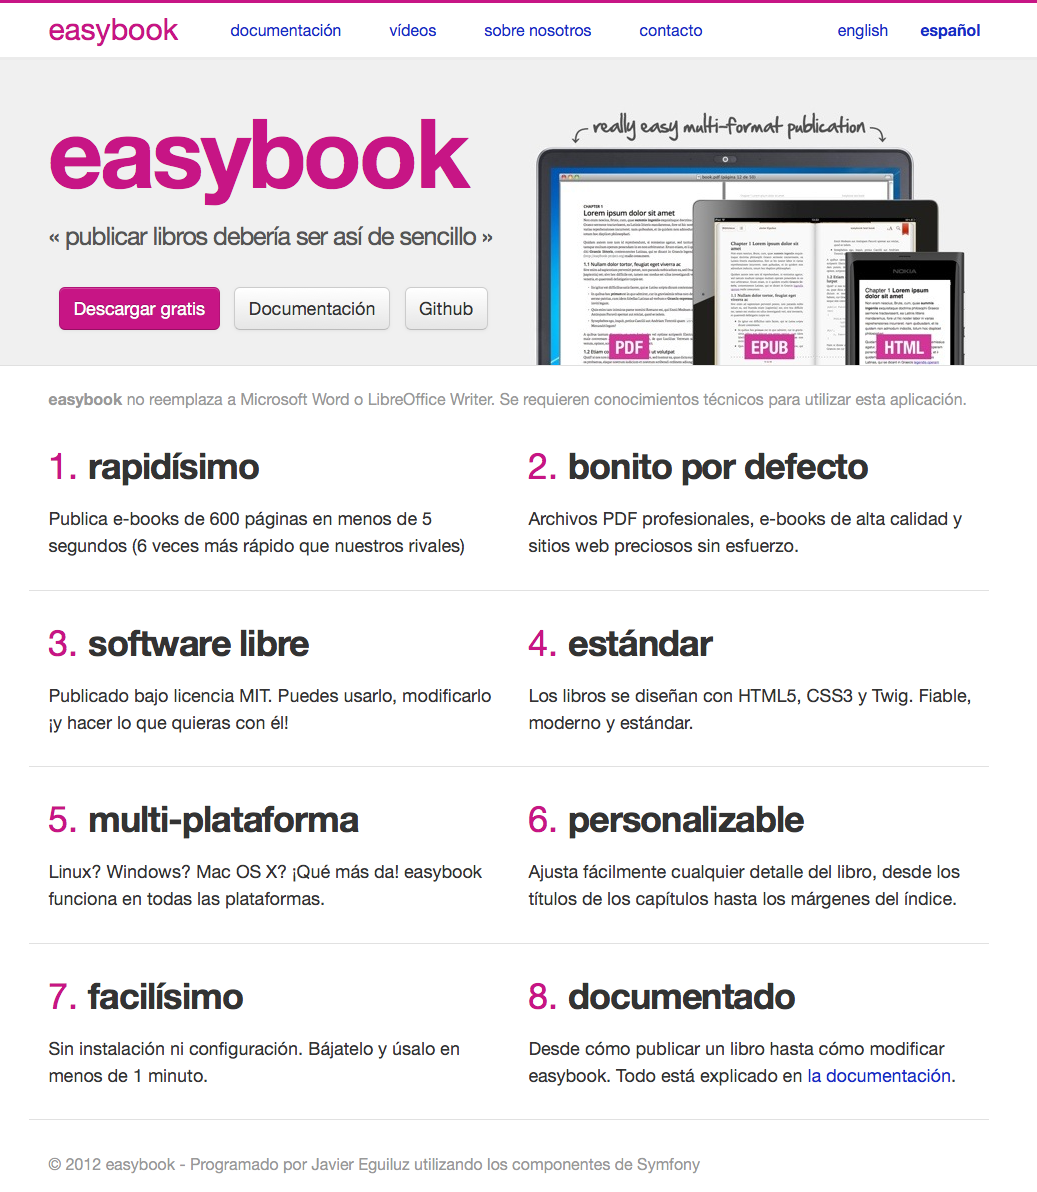 easybook documentación vídeos sobre nosotros contacto english español
easybook
« publicar libros debería ser así de sencillo »
Descargar gratis Documentación Github
really easy multi-format publication
book.pdf (página 12 de 50)
CHAPTER 1
Lorem ipsum dolor sit amet
1.1 Nullam dolor tortor, feugiat viverra ac
1.2 Etiam
PDF
Chapter 1 Lorem ipsum
dolor sit amet
1.1 Nullam dolor tortor,
feugiat viverra ac
EPUB
NOKIA
Chapter 1 Lorem ipsum
dolor sit amet
HTML
easybook no reemplaza a Microsoft Word o LibreOffice Writer. Se requieren conocimientos técnicos para utilizar esta aplicación.
1. rapidísimo
Publica e-books de 600 páginas en menos de 5
segundos (6 veces más rápido que nuestros rivales)
2. bonito por defecto
Archivos PDF profesionales, e-books de alta calidad y
sitios web preciosos sin esfuerzo.
3. software libre
Publicado bajo licencia MIT. Puedes usarlo, modificarlo
¡y hacer lo que quieras con él!
4. estándar
Los libros se diseñan con HTML5, CSS3 y Twig. Fiable,
moderno y estándar.
5. multi-plataforma
Linux? Windows? Mac OS X? ¡Qué más da! easybook
funciona en todas las plataformas.
6. personalizable
Ajusta fácilmente cualquier detalle del libro, desde los
títulos de los capítulos hasta los márgenes del índice.
7. facilísimo
Sin instalación ni configuración. Bájatelo y úsalo en
menos de 1 minuto.
8. documentado
Desde cómo publicar un libro hasta cómo modificar
easybook. Todo está explicado en la documentación.
© 2012 easybook - Programado por Javier Eguiluz utilizando los componentes de Symfony